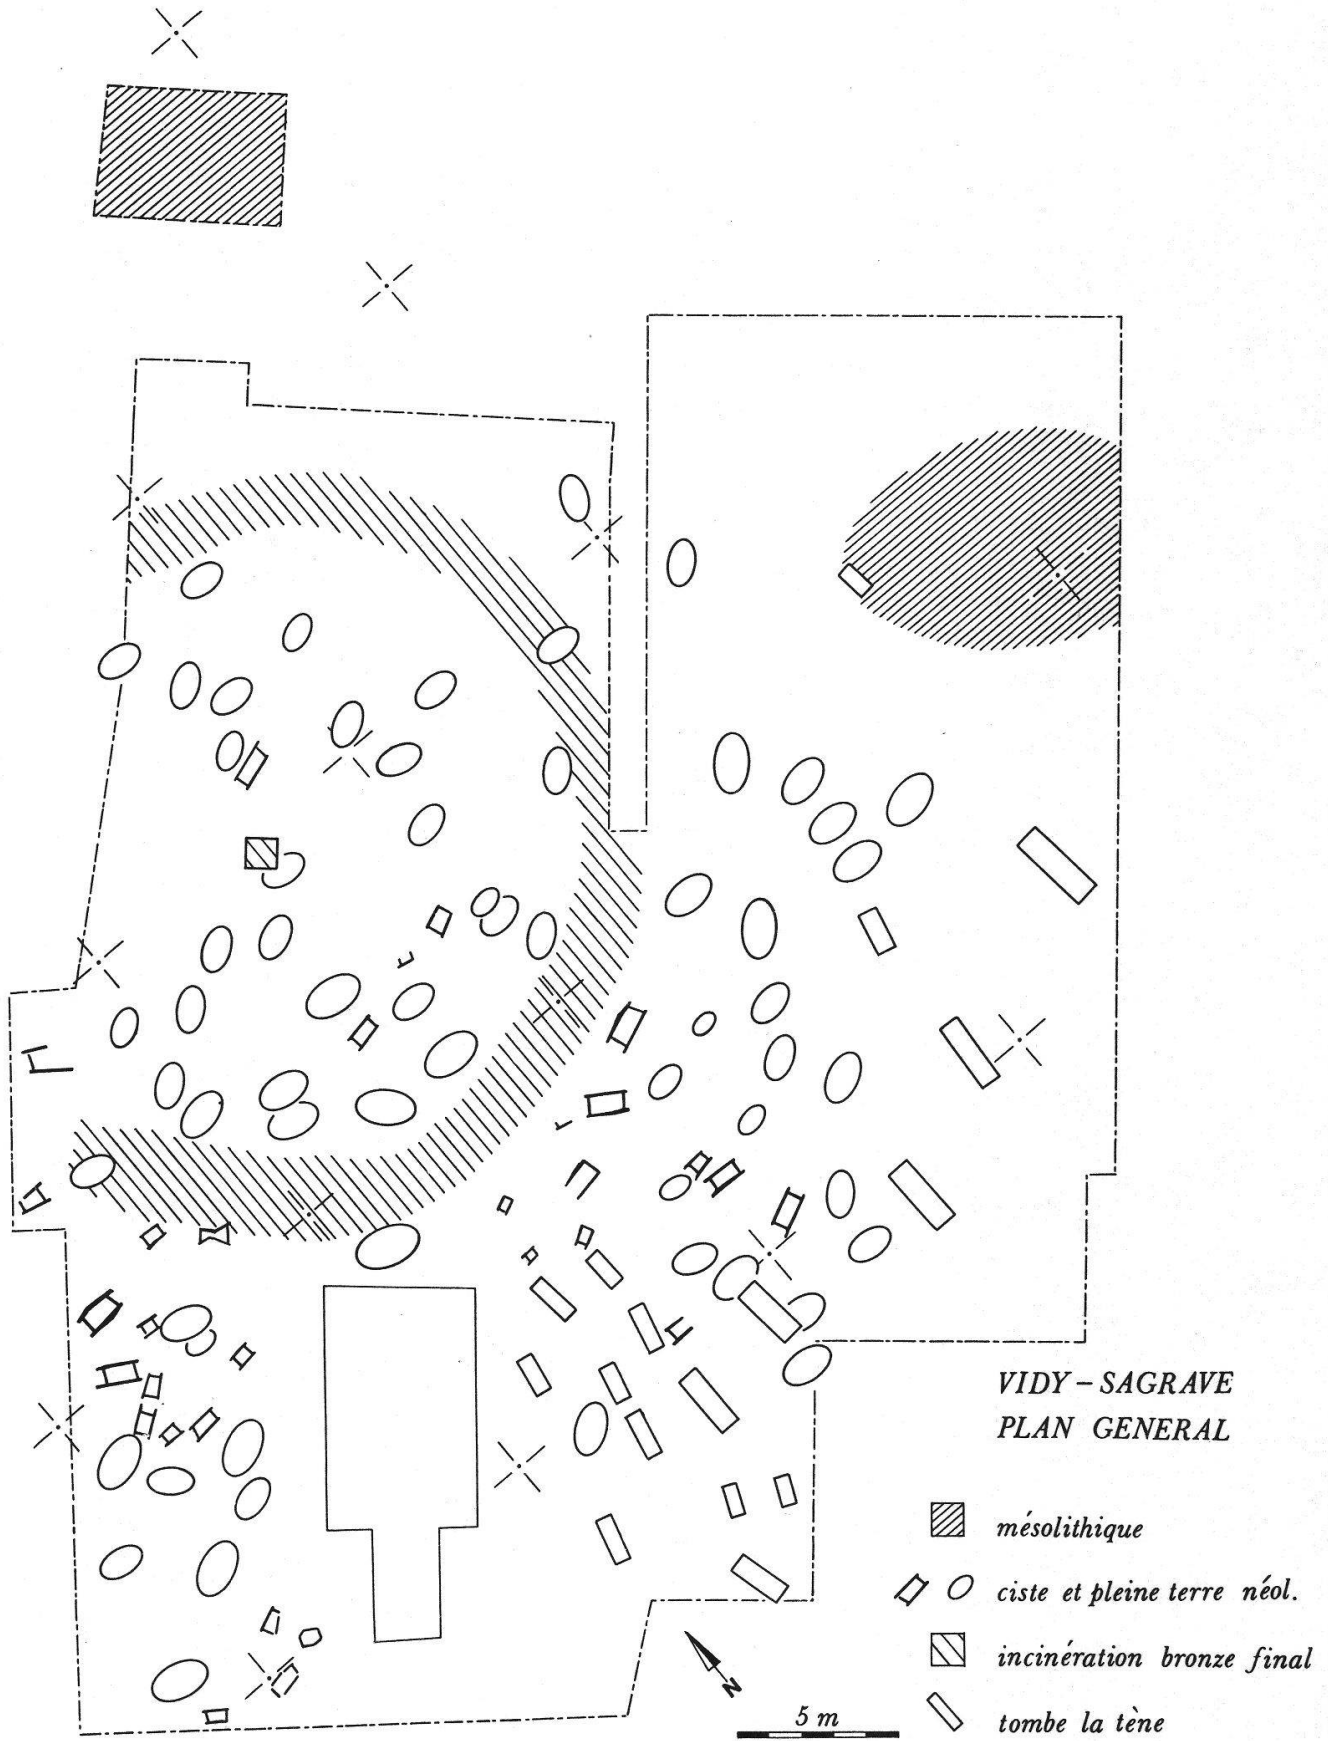 VIDY – SAGRAVE
PLAN GENERAL
mésolithique
ciste et pleine terre néol.
incinération bronze final
tombe la tène
N
5 m